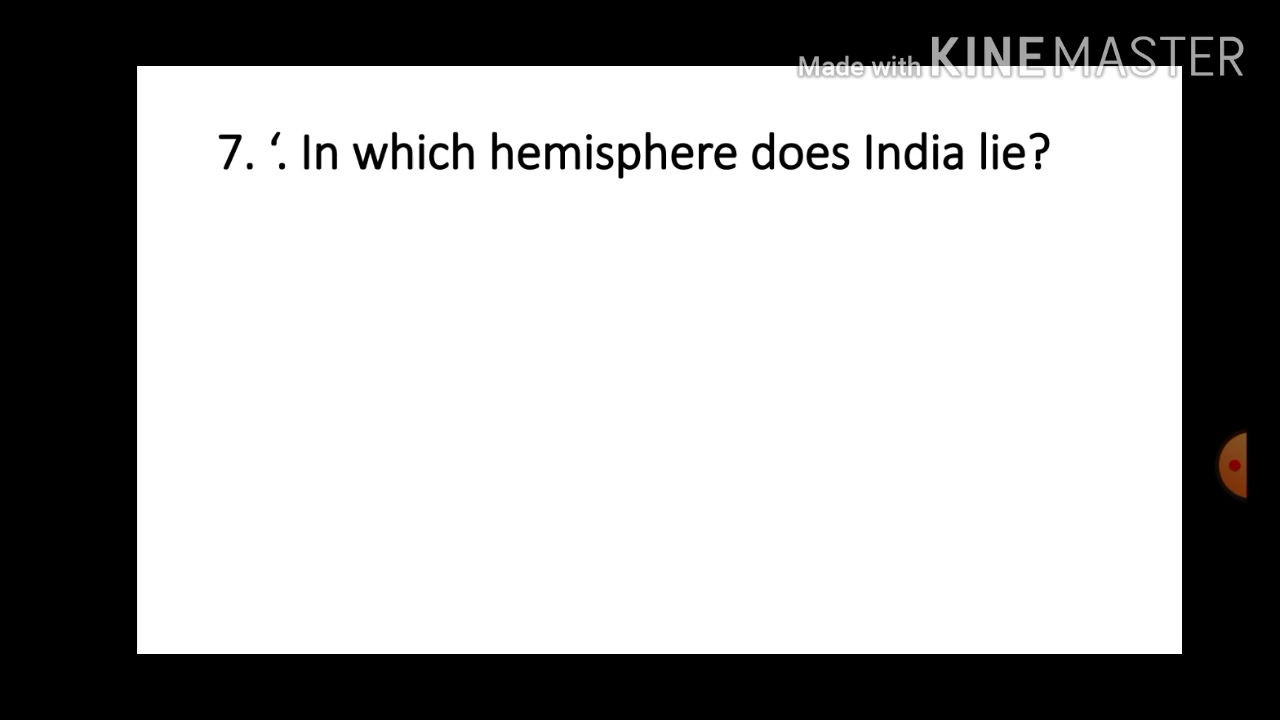 Made with KINEMASTER
7. ‘. In which hemisphere does India lie?